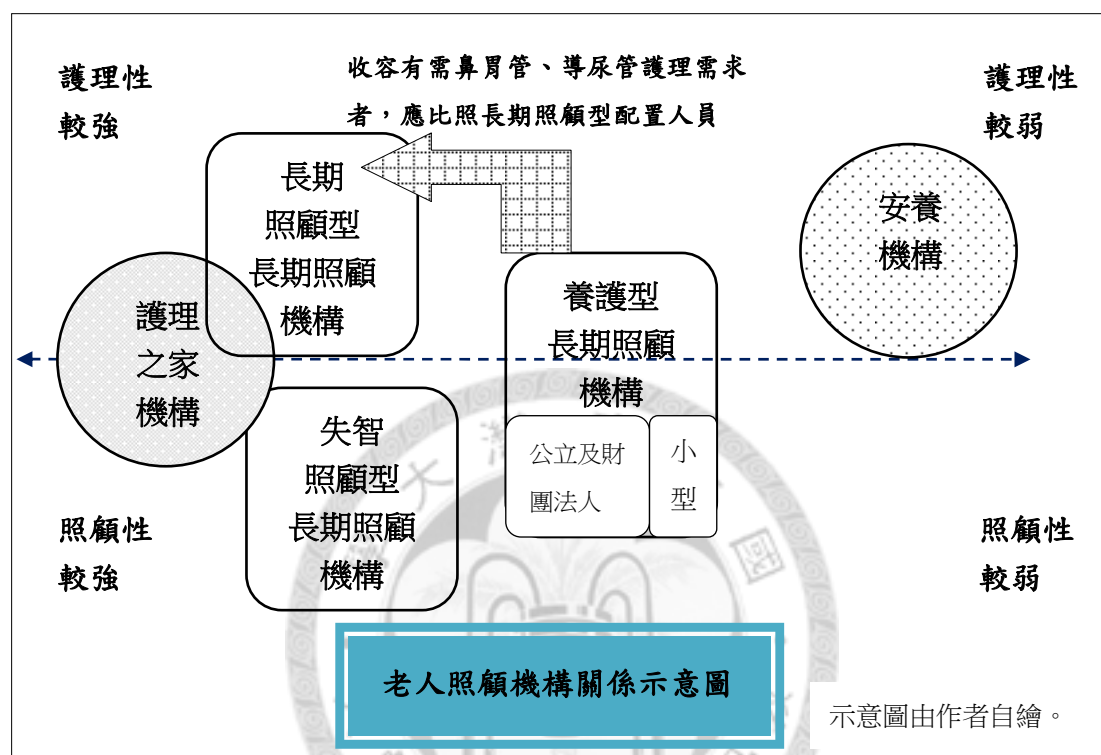 護理性
較強
收容有需鼻胃管、導尿管護理需求
者，應比照長期照顧型配置人員
護理性
較弱
長期
照顧型
長期照顧
機構
安養
機構
護理
之家
機構
養護型
長期照顧
機構
公立及財
團法人
小
型
失智
照顧型
長期照顧
機構
照顧性
較強
照顧性
較弱
老人照顧機構關係示意圖
示意圖由作者自繪。
大
灣
國